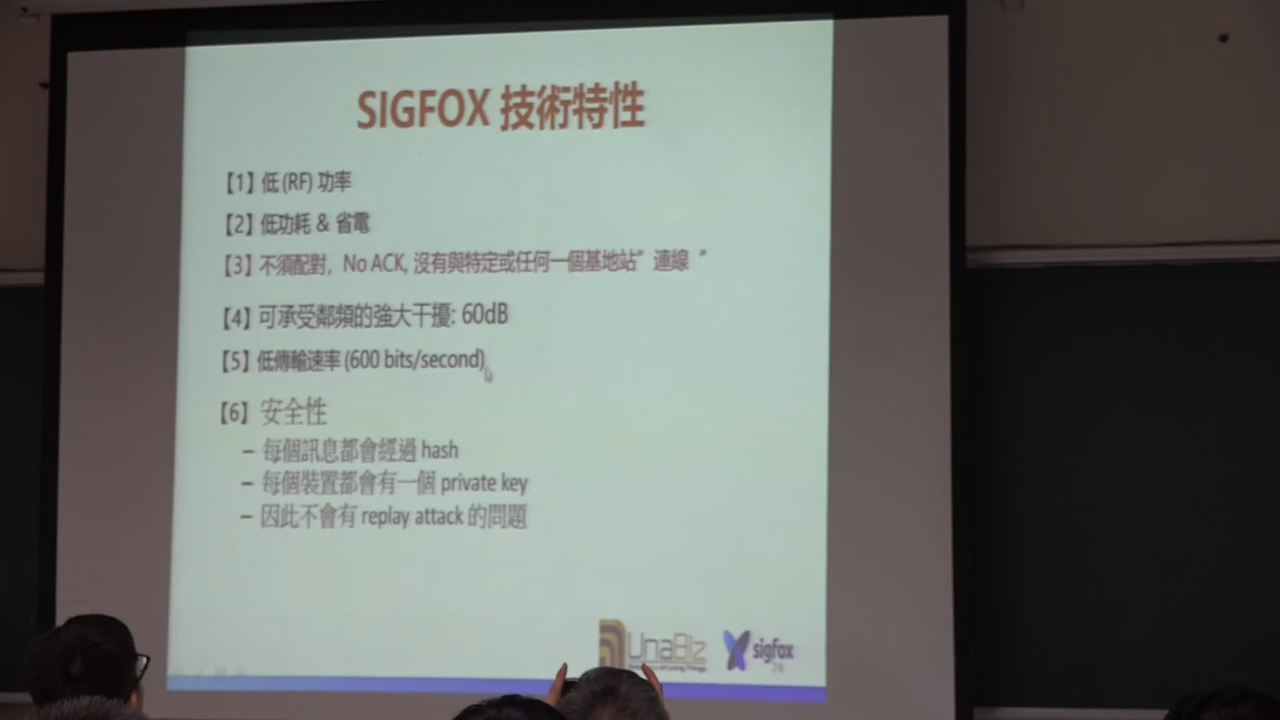 SIGFOX 技術特性
【1】低 (RF) 功率
【2】低功耗 & 省電
【3】不須配對, No ACK, 沒有與特定或任何一個基地站”連線 ”
【4】可承受鄰頻的強大干擾: 60dB
【5】低傳輸速率 (600 bits/second)
【6】安全性
– 每個訊息都會經過 hash
– 每個裝置都會有一個 private key
– 因此不會有 replay attack 的問題
UnaBiz
sigfox